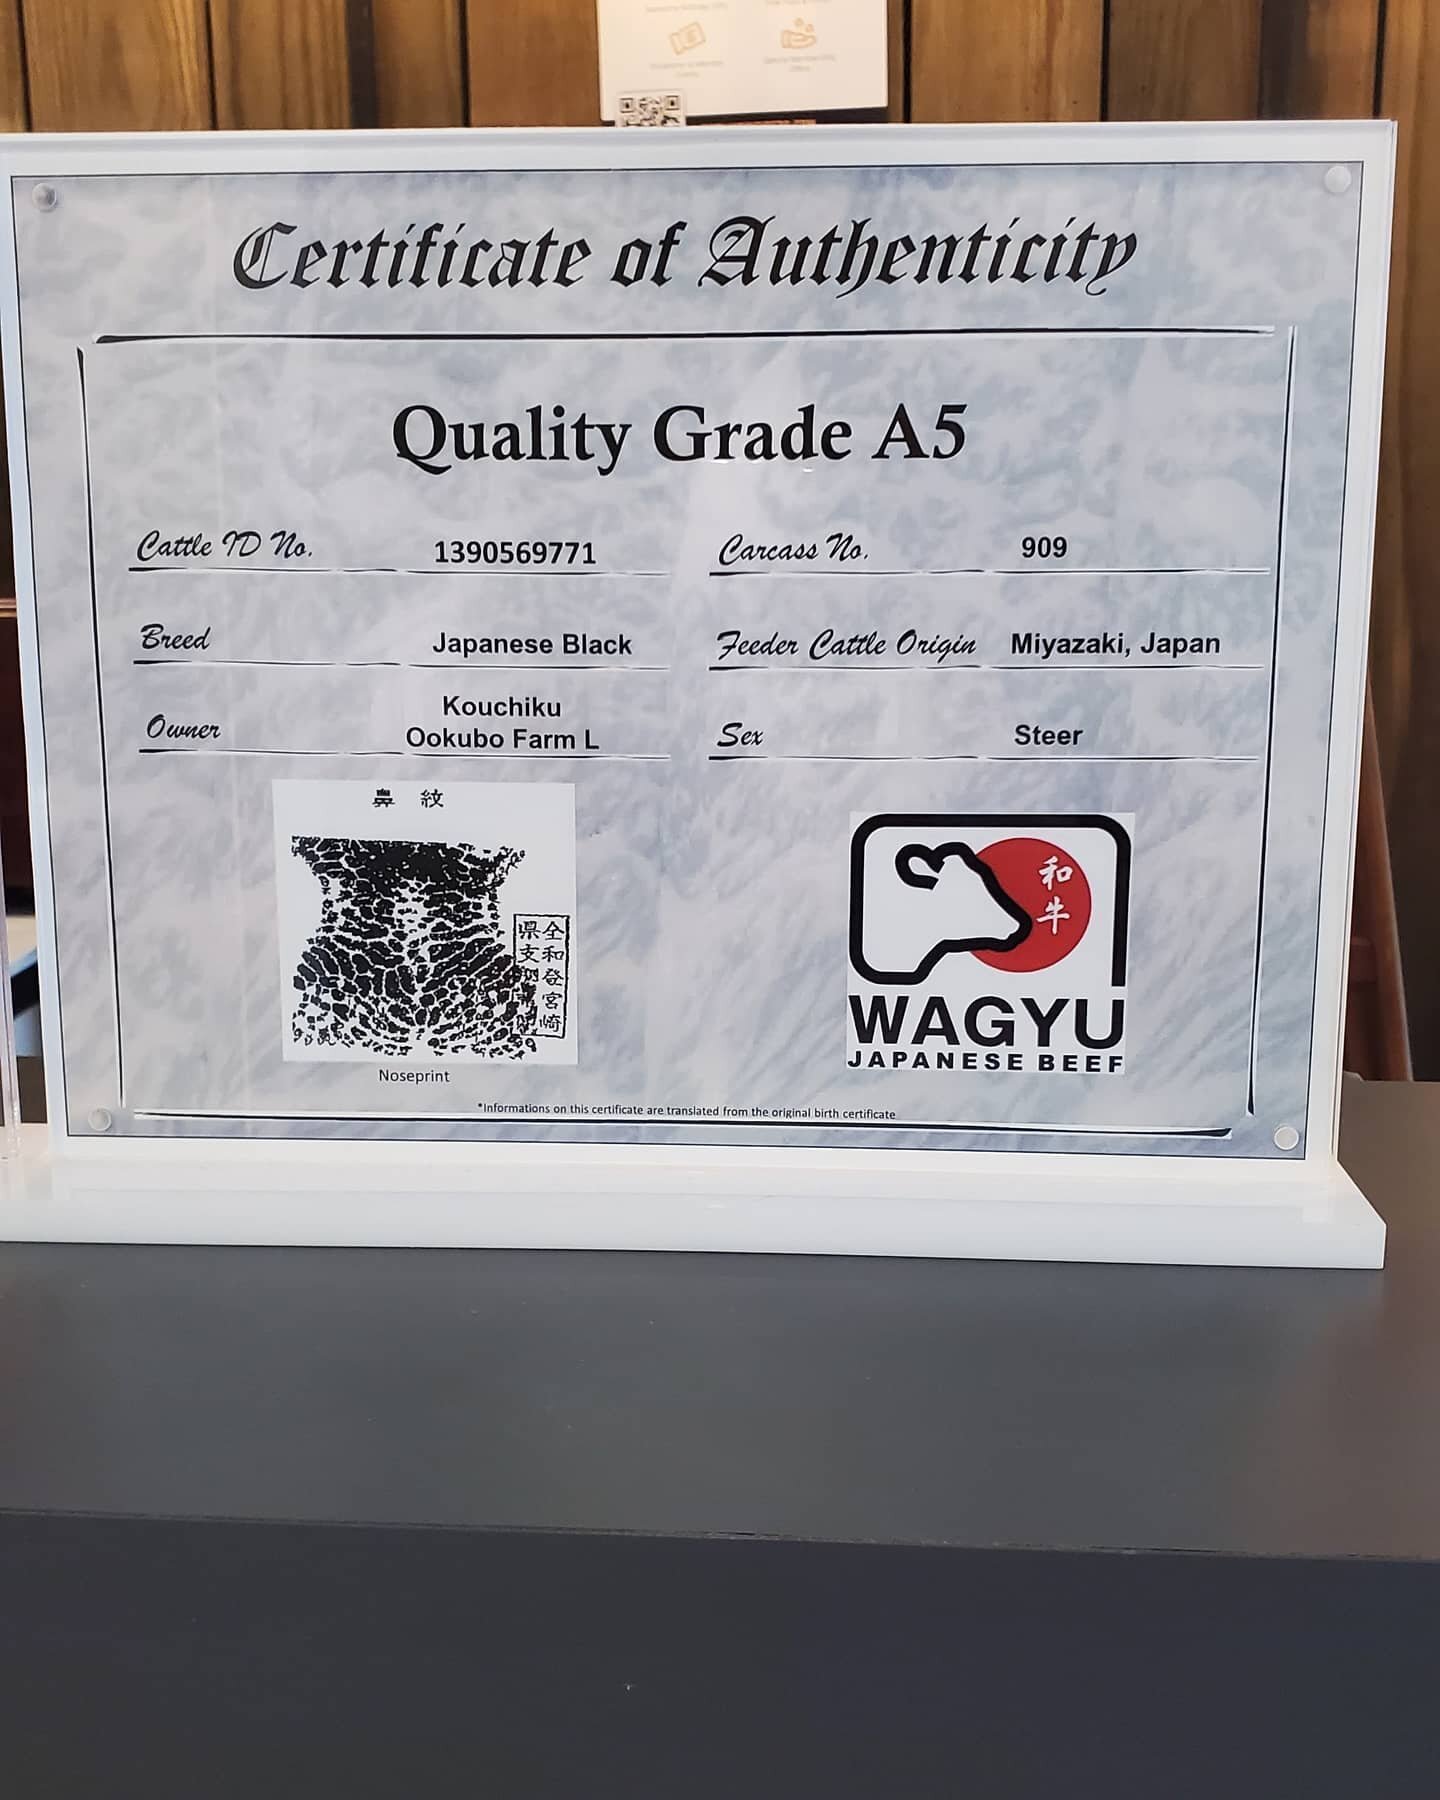 Certificate of Authenticity
Quality Grade A5
Cattle ID No. 1390569771
Carcass No. 909
Breed Japanese Black
Feeder Cattle Origin Miyazaki, Japan
Owner Kouchiku
Ookubo Farm L
Sex Steer
鼻 紋
全和登宮崎
県支
Noseprint
和牛
WAGYU
JAPANESE BEEF
*Informations on this certificate are translated from the original birth certificate